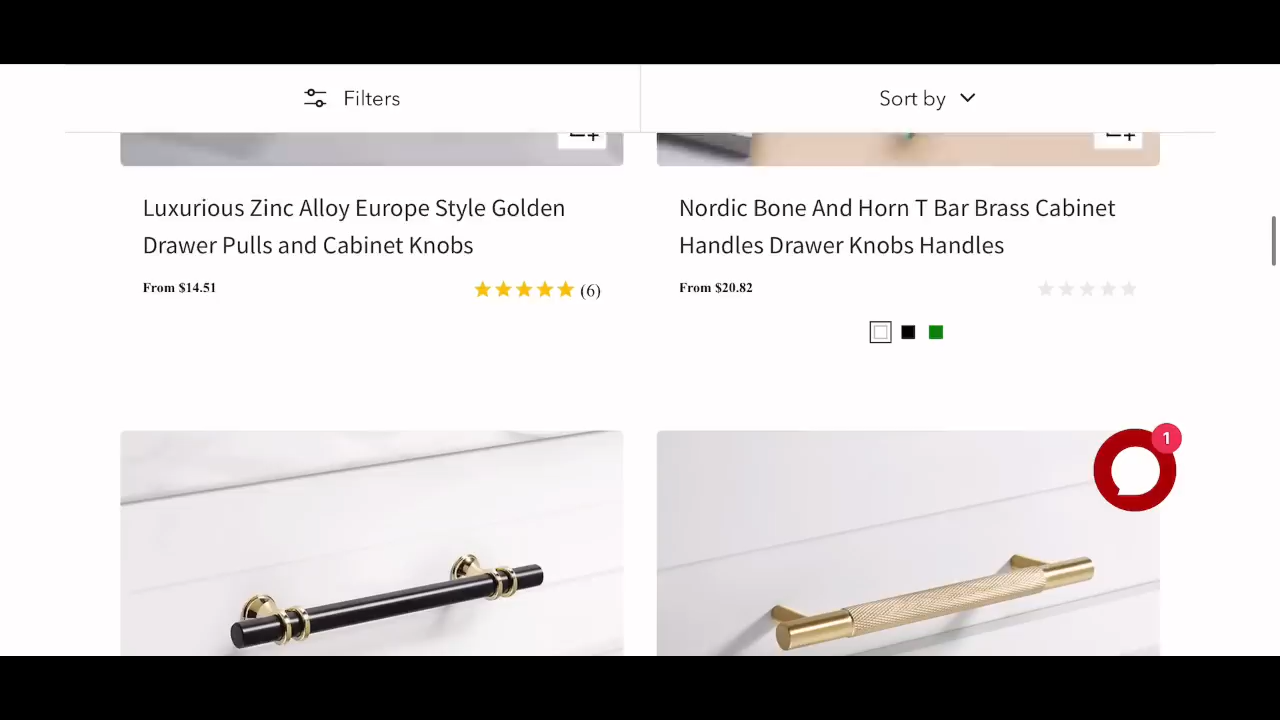 Filters
Sort by
Luxurious Zinc Alloy Europe Style Golden
Drawer Pulls and Cabinet Knobs
From $14.51
(6)
Nordic Bone And Horn T Bar Brass Cabinet
Handles Drawer Knobs Handles
From $20.82
1